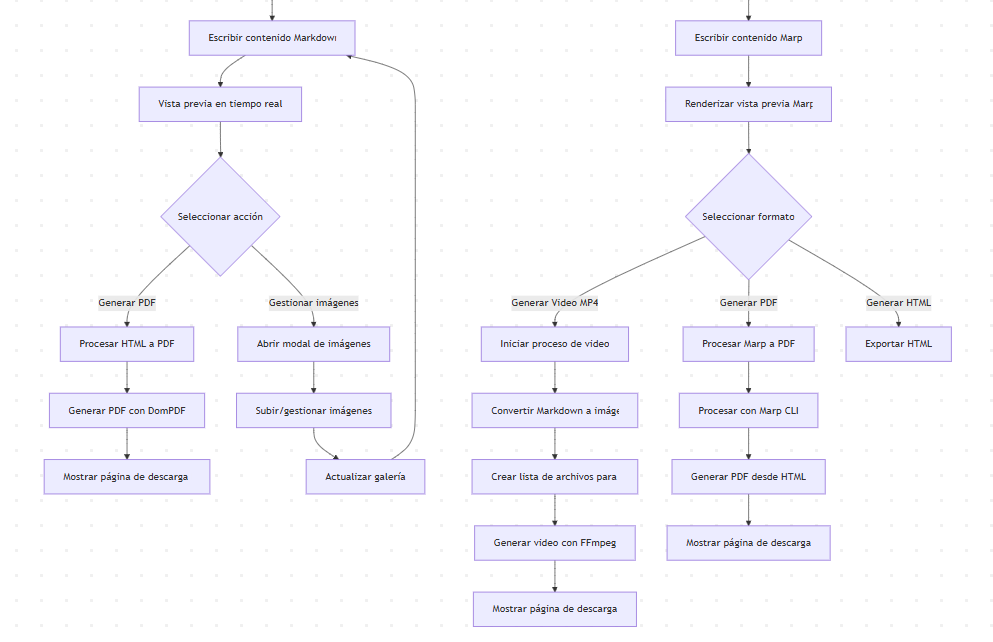 Escribir contenido Markdown
Vista previa en tiempo real
Seleccionar acción
Generar PDF
Gestionar imágenes
Procesar HTML a PDF
Abrir modal de imágenes
Generar PDF con DomPDF
Subir/gestionar imágenes
Mostrar página de descarga
Actualizar galería
Escribir contenido Marp
Renderizar vista previa Marp
Seleccionar formato
Generar Video MP4
Generar PDF
Generar HTML
Iniciar proceso de video
Procesar Marp a PDF
Exportar HTML
Convertir Markdown a imáge
Procesar con Marp CLI
Crear lista de archivos para
Generar PDF desde HTML
Generar video con FFmpeg
Mostrar página de descarga
Mostrar página de descarga